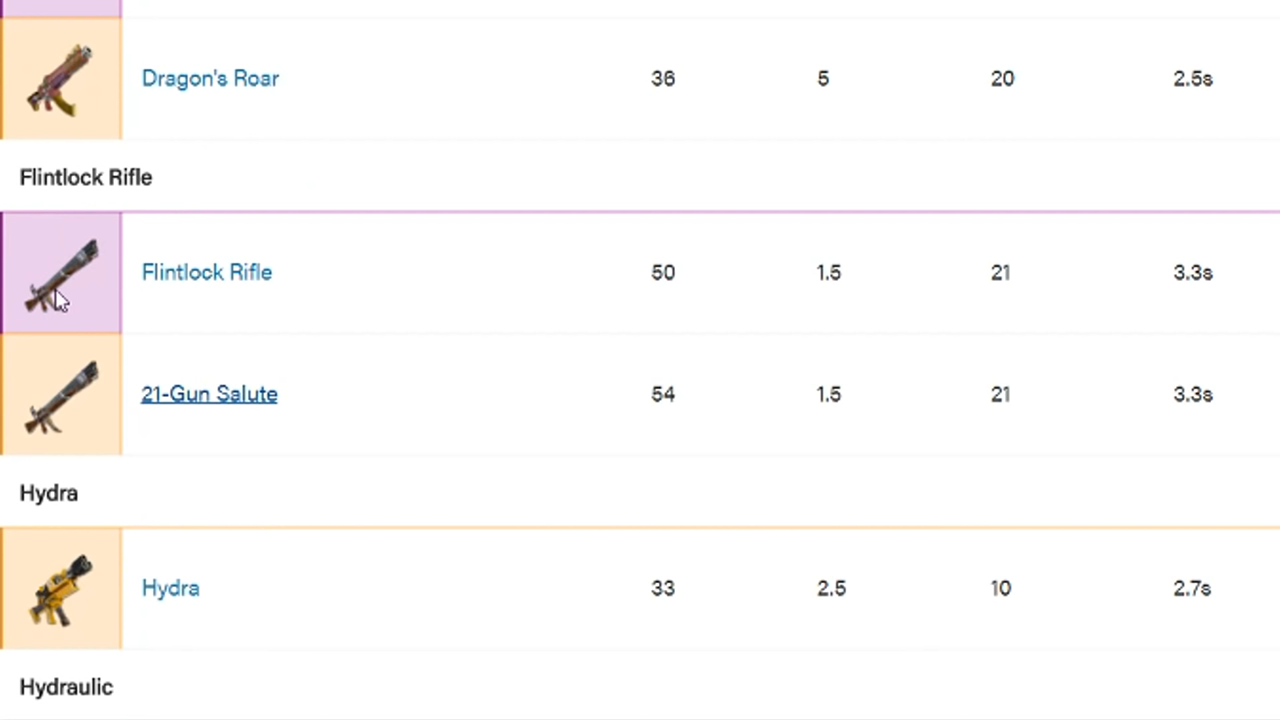 Dragon's Roar 36 5 20 2.5s
Flintlock Rifle
Flintlock Rifle 50 1.5 21 3.3s
21-Gun Salute 54 1.5 21 3.3s
Hydra
Hydra 33 2.5 10 2.7s
Hydraulic